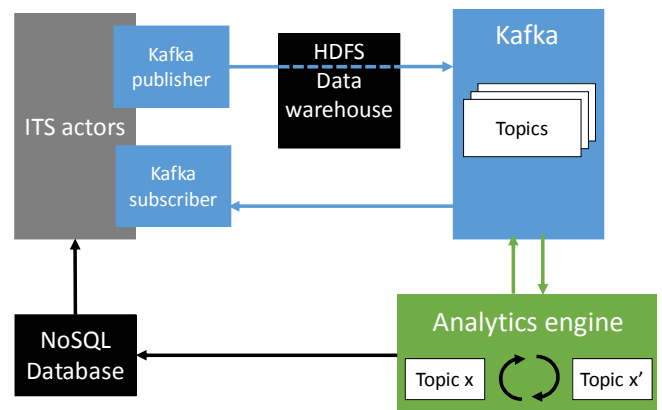 Kafka
publisher
HDFS
Data
warehouse
Kafka
ITS actors
Topics
Kafka
subscriber
NoSQL
Database
Analytics engine
Topic x
Topic x’